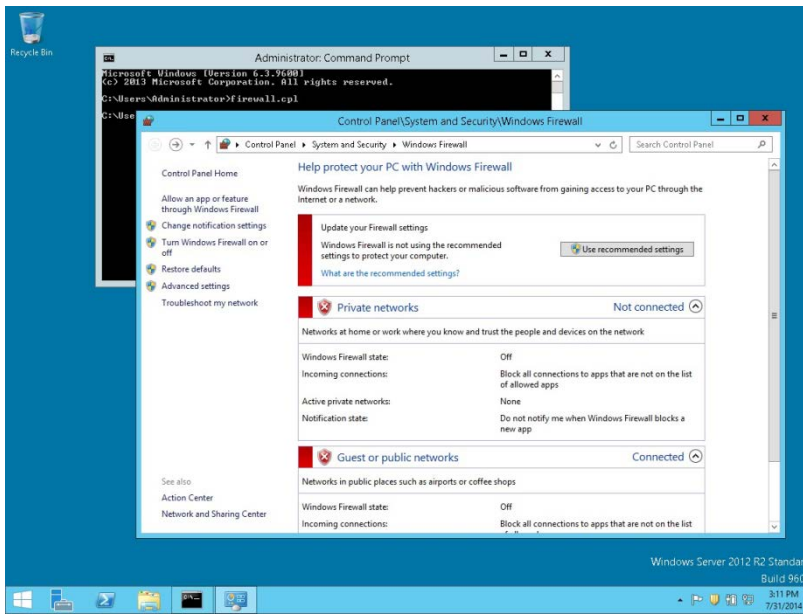 Recycle Bin
Administrator: Command Prompt
Microsoft Windows [Version 6.3.9600]
(c) 2013 Microsoft Corporation. All rights reserved.
C:\Users\Administrator>firewall.cpl
C:\Use
Control Panel\System and Security\Windows Firewall
Control Panel ▸ System and Security ▸ Windows Firewall
Search Control Panel
Control Panel Home
Allow an app or feature
through Windows Firewall
Change notification settings
Turn Windows Firewall on or
off
Restore defaults
Advanced settings
Troubleshoot my network
See also
Action Center
Network and Sharing Center
Help protect your PC with Windows Firewall
Windows Firewall can help prevent hackers or malicious software from gaining access to your PC through the
Internet or a network.
Update your Firewall settings
Windows Firewall is not using the recommended
settings to protect your computer.
Use recommended settings
What are the recommended settings?
Private networks Not connected
Networks at home or work where you know and trust the people and devices on the network
Windows Firewall state: Off
Incoming connections: Block all connections to apps that are not on the list
of allowed apps
Active private networks: None
Notification state: Do not notify me when Windows Firewall blocks a
new app
Guest or public networks Connected
Networks in public places such as airports or coffee shops
Windows Firewall state: Off
Incoming connections: Block all connections to apps that are not on the list
Windows Server 2012 R2 Standar
Build 960
3:11 PM
7/31/2014